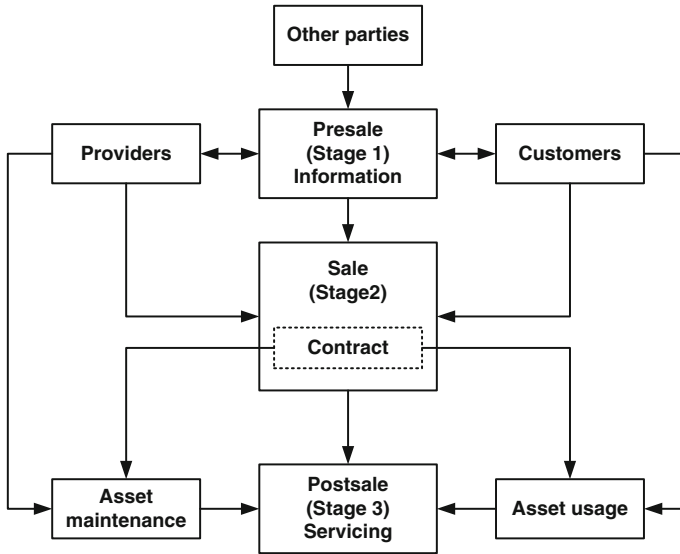 Other parties
Providers
Presale
(Stage 1)
Information
Customers
Sale
(Stage2)
Contract
Asset
maintenance
Postsale
(Stage 3)
Servicing
Asset usage